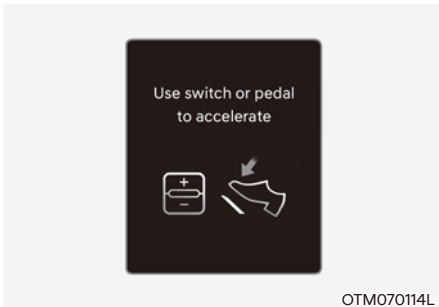 Use switch or pedal
to accelerate
+
−
OTM070114L